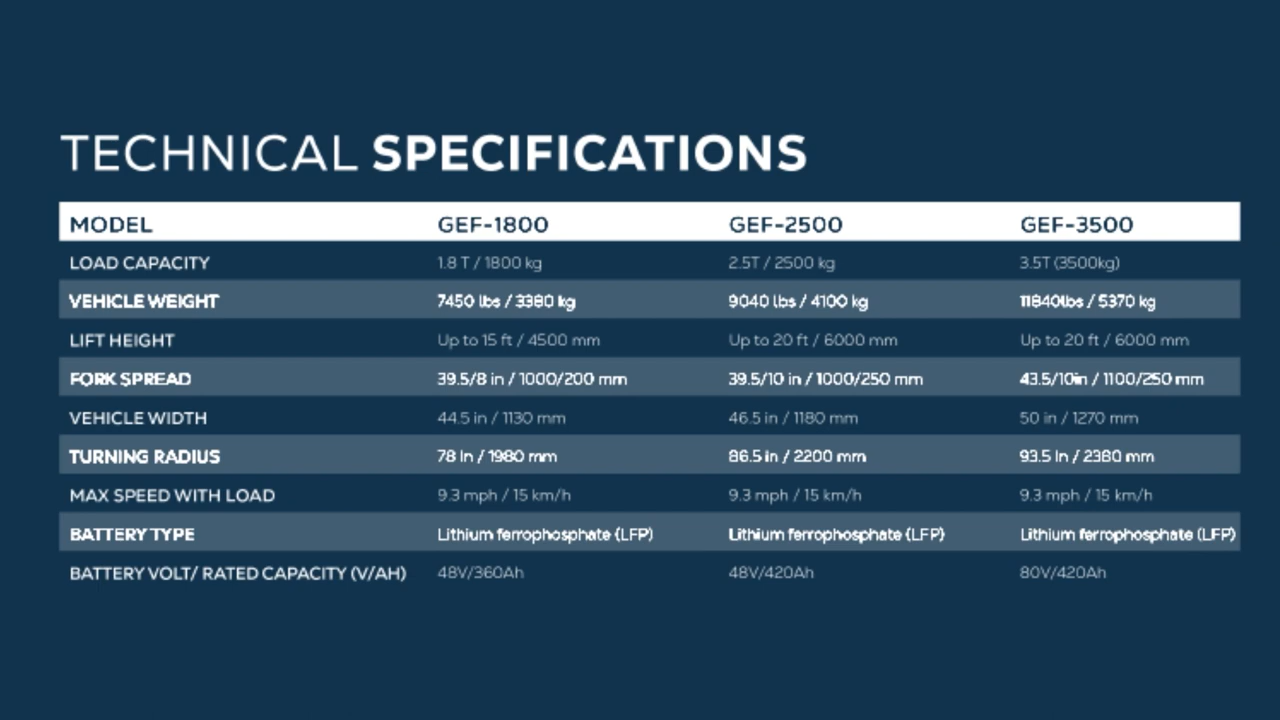 TECHNICAL SPECIFICATIONS
MODEL GEF-1800 GEF-2500 GEF-3500
LOAD CAPACITY 1.8 T / 1800 kg 2.5T / 2500 kg 3.5T (3500kg)
VEHICLE WEIGHT 7450 lbs / 3380 kg 9040 lbs / 4100 kg 11840lbs / 5370 kg
LIFT HEIGHT Up to 15 ft / 4500 mm Up to 20 ft / 6000 mm Up to 20 ft / 6000 mm
FORK SPREAD 39.5/8 in / 1000/200 mm 39.5/10 in / 1000/250 mm 43.5/10in / 1100/250 mm
VEHICLE WIDTH 44.5 in / 1130 mm 46.5 in / 1180 mm 50 in / 1270 mm
TURNING RADIUS 78 in / 1980 mm 86.5 in / 2200 mm 93.5 in / 2380 mm
MAX SPEED WITH LOAD 9.3 mph / 15 km/h 9.3 mph / 15 km/h 9.3 mph / 15 km/h
BATTERY TYPE Lithium ferrophosphate (LFP) Lithium ferrophosphate (LFP) Lithium ferrophosphate (LFP)
BATTERY VOLT/ RATED CAPACITY (V/AH) 48V/360Ah 48V/420Ah 80V/420Ah